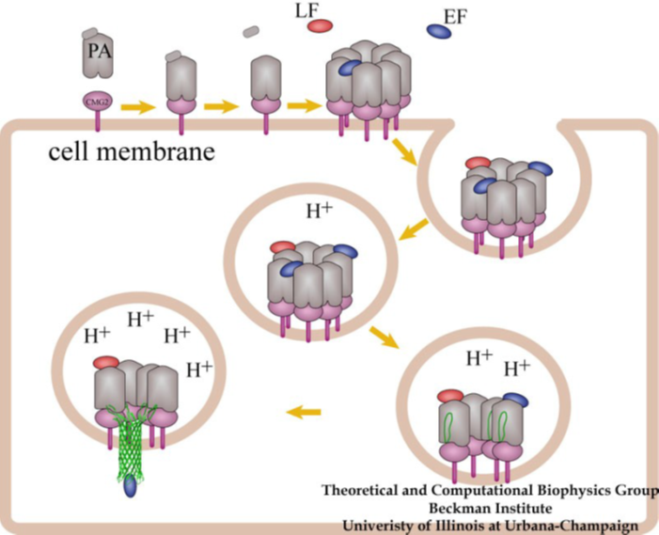 LF
EF
PA
CMG2
cell membrane
H+
H+
H+
H+
H+
H+
H+
Theoretical and Computational Biophysics Group
Beckman Institute
Univeristy of Illinois at Urbana-Champaign